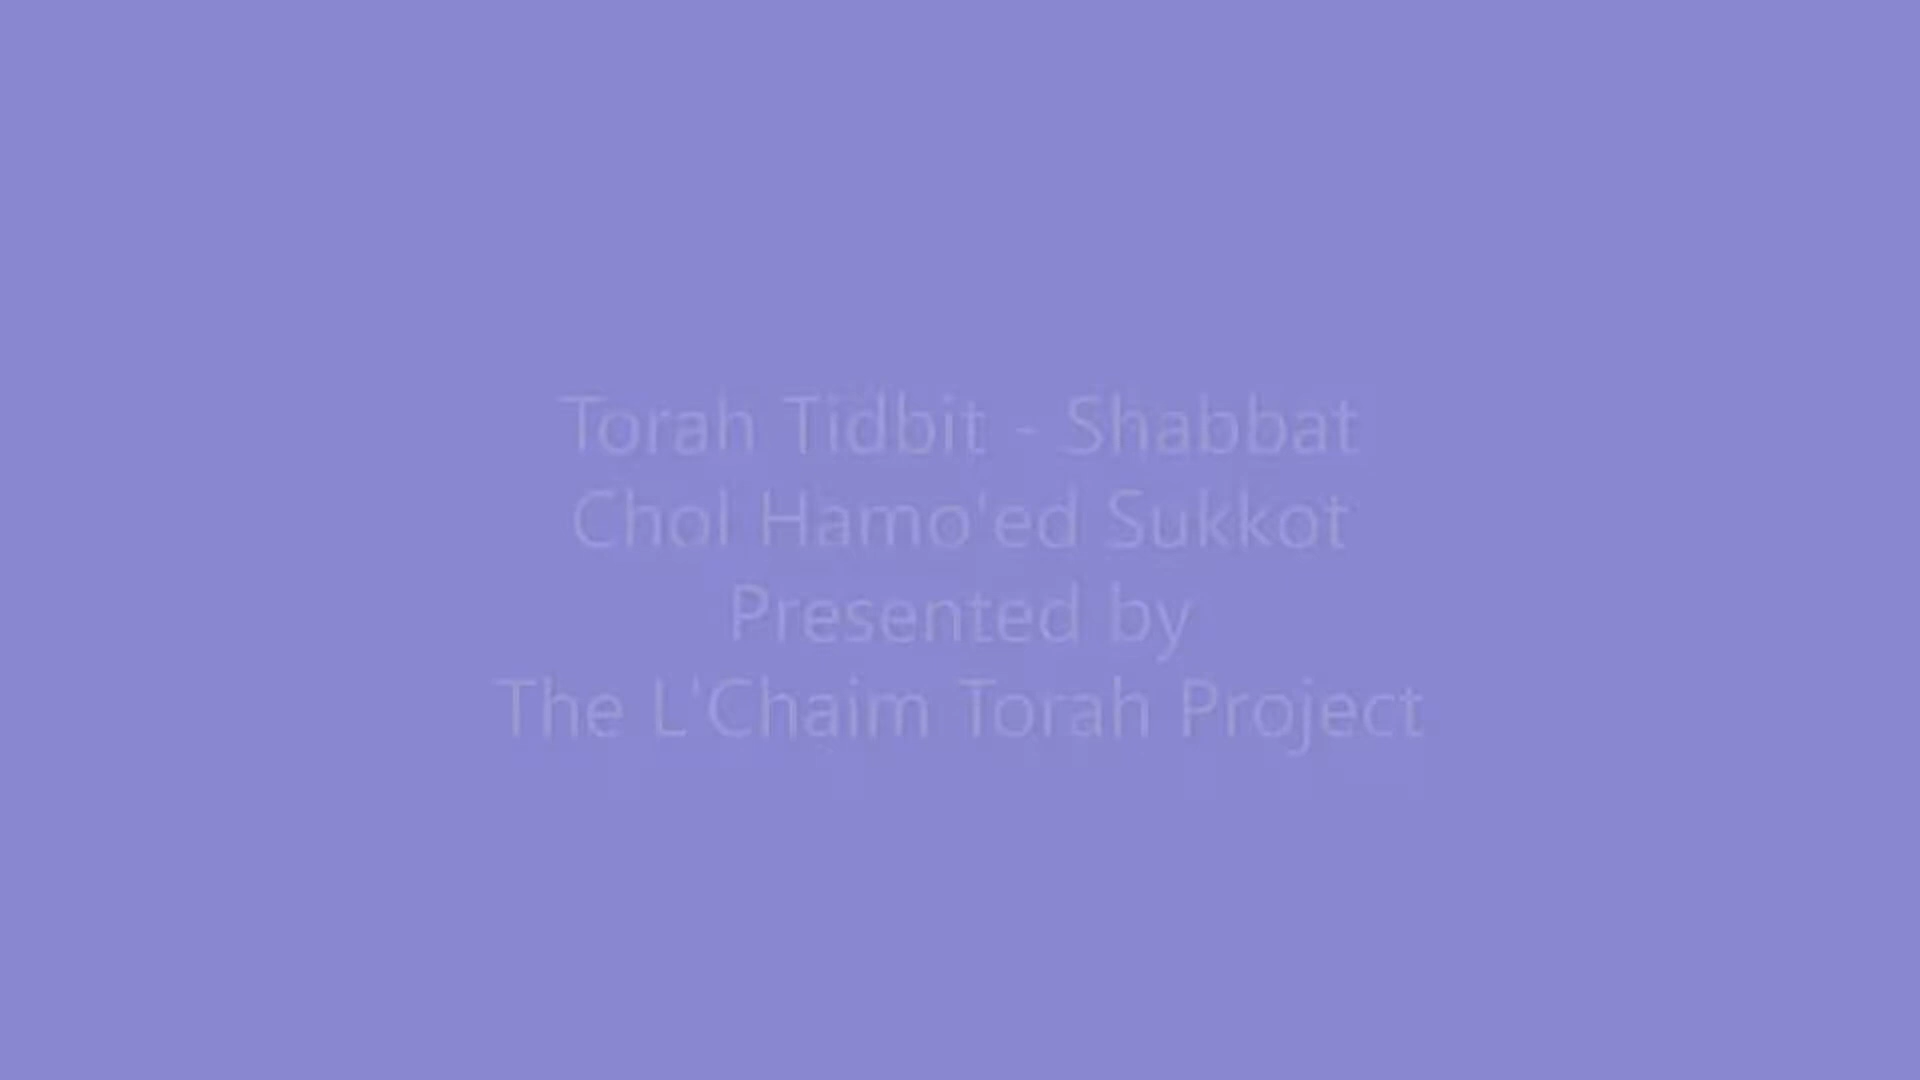 Torah Tidbit - Shabbat
Chol Hamo'ed Sukkot
Presented by
The L'Chaim Torah Project